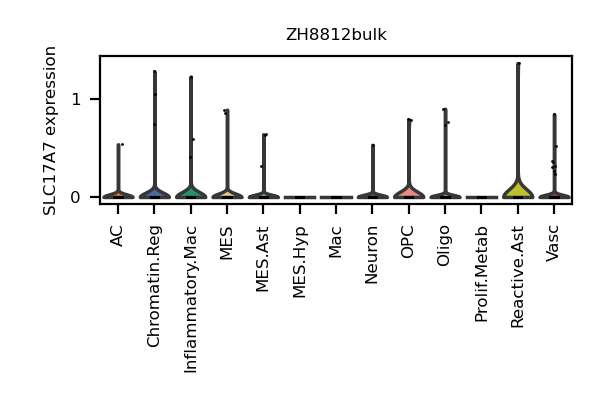 ZH8812bulk
SLC17A7 expression
1
0
AC
Chromatin.Reg
Inflammatory.Mac
MES
MES.Ast
MES.Hyp
Mac
Neuron
OPC
Oligo
Prolif.Metab
Reactive.Ast
Vasc